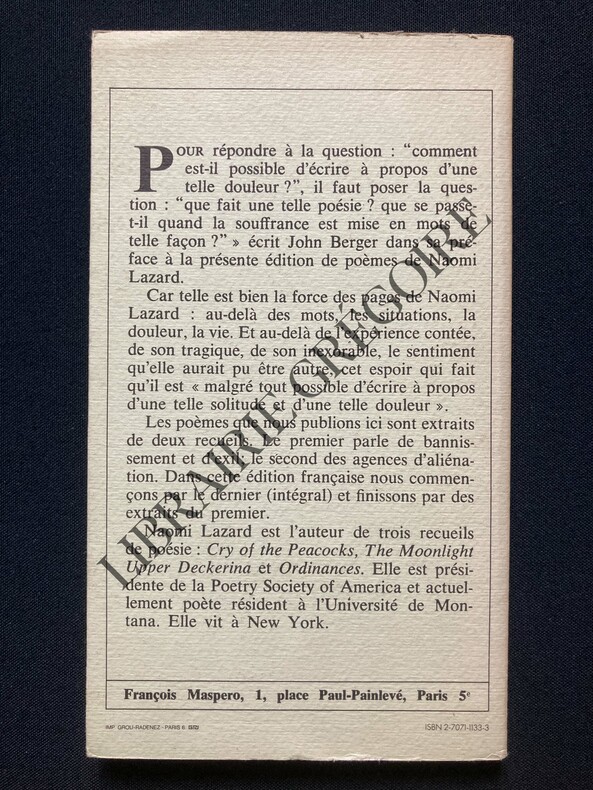 POUR répondre à la question : "comment
est-il possible d'écrire à propos d'une
telle douleur ?", il faut poser la ques-
tion : "que fait une telle poésie ? que se passe-
t-il quand la souffrance est mise en mots de
telle façon ?" » écrit John Berger dans sa pré-
face à la présente édition de poèmes de Naomi
Lazard.
Car telle est bien la force des pages de Naomi
Lazard : au-delà des mots, les situations, la
douleur, la vie. Et au-delà de l'expérience contée,
de son tragique, de son inexorable, le sentiment
qu'elle aurait pu être autre, cet espoir qui fait
qu'il est « malgré tout possible d'écrire à propos
d'une telle solitude et d'une telle douleur ».
Les poèmes que nous publions ici sont extraits
de deux recueils. Le premier parle de bannis-
sement et d'exil; le second des agences d'aliéna-
tion. Dans cette édition française nous commen-
çons par le dernier (intégral) et finissons par des
extraits du premier.
Naomi Lazard est l'auteur de trois recueils
de poésie : Cry of the Peacocks, The Moonlight
Upper Deckerina et Ordinances. Elle est prési-
dente de la Poetry Society of America et actuel-
lement poète résident à l'Université de Mon-
tana. Elle vit à New York.
François Maspero, 1, place Paul-Painlevé, Paris 5e
IMP. GROU-RADENEZ - PARIS 6
ISBN 2-7071-1133-3
LIBRAIRIE GRÉGOIRE